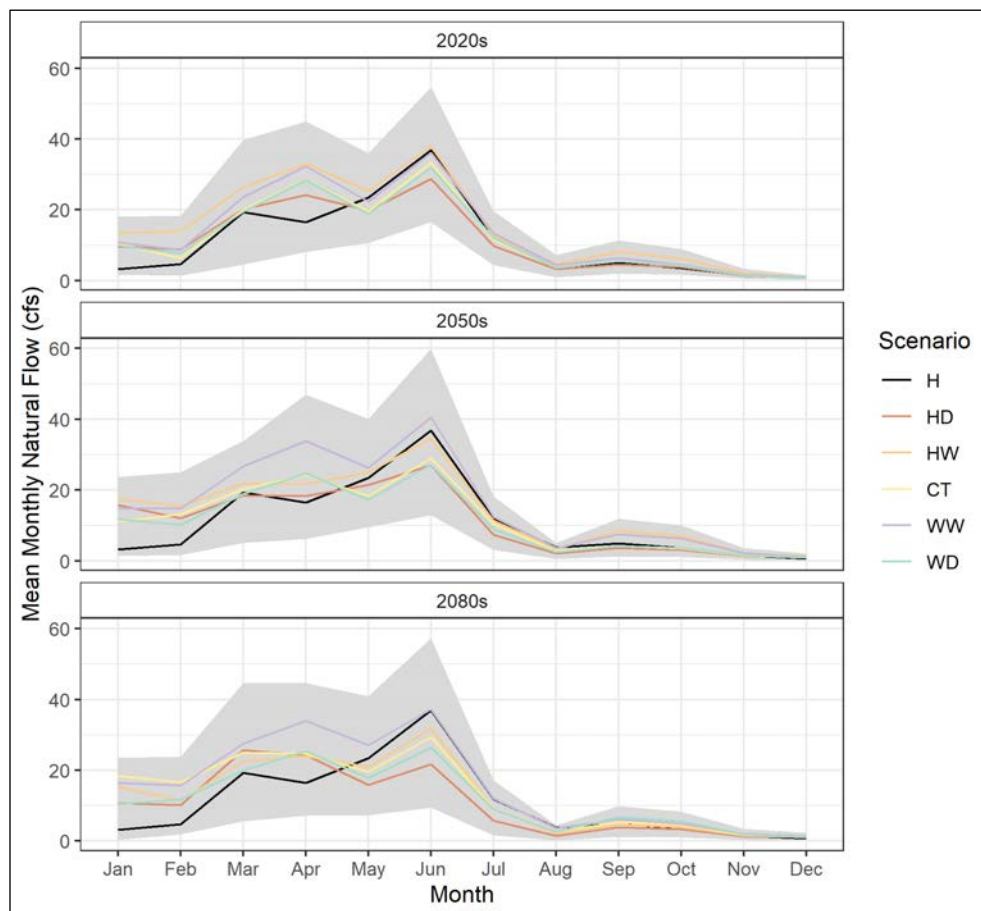 2020s
60
40
20
0
2050s
60
40
20
0
2080s
60
40
20
0
Jan Feb Mar Apr May Jun Jul Aug Sep Oct Nov Dec
Month
Mean Monthly Natural Flow (cfs)
Scenario
H
HD
HW
CT
WW
WD